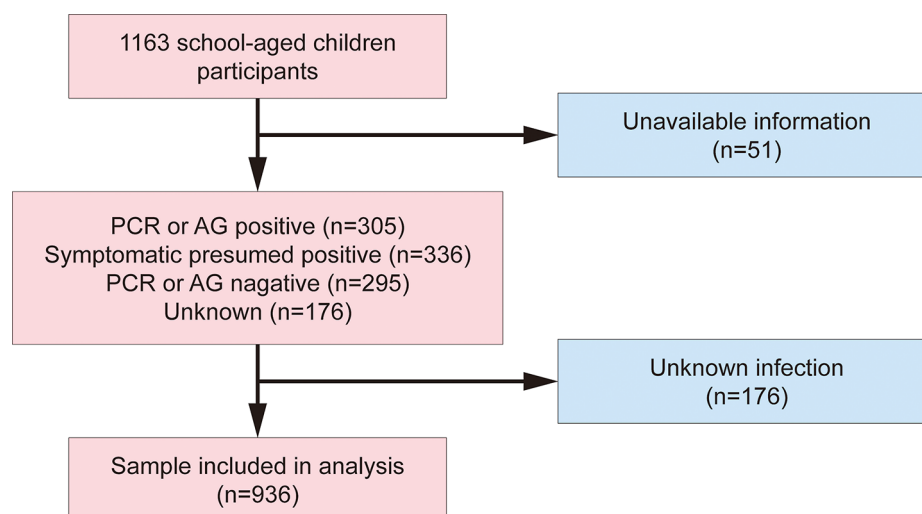 1163 school-aged children
participants
Unavailable information
(n=51)
PCR or AG positive (n=305)
Symptomatic presumed positive (n=336)
PCR or AG nagative (n=295)
Unknown (n=176)
Unknown infection
(n=176)
Sample included in analysis
(n=936)